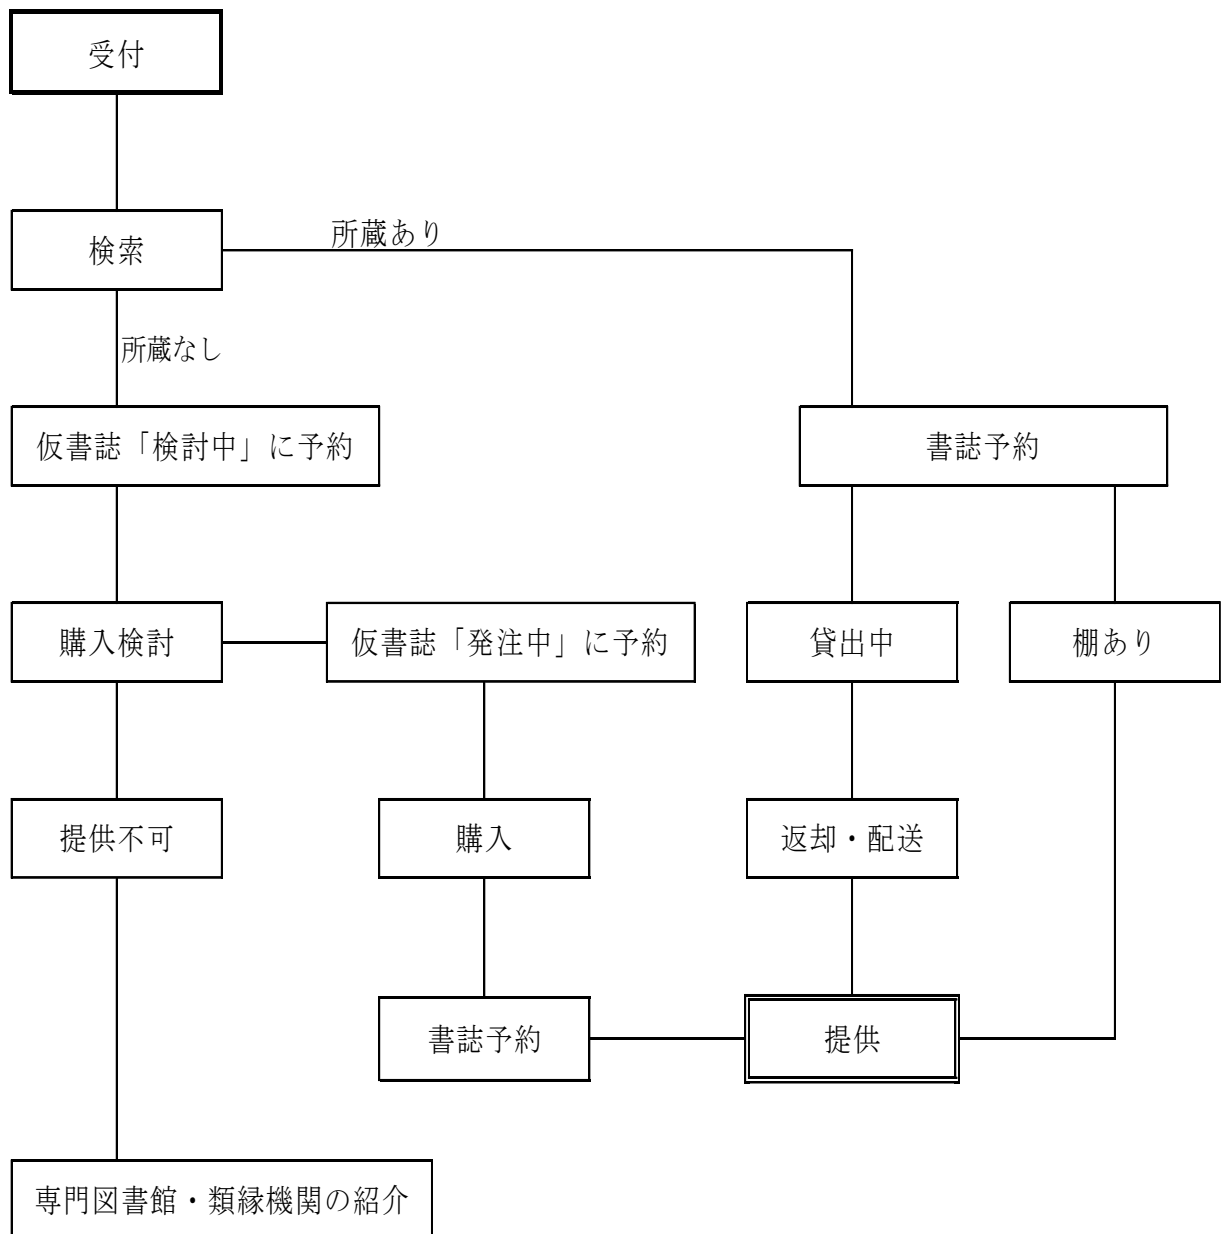 受付
検索
所蔵あり
所蔵なし
仮書誌「検討中」に予約
書誌予約
購入検討
仮書誌「発注中」に予約
貸出中
棚あり
提供不可
購入
返却・配送
書誌予約
提供
専門図書館・類縁機関の紹介